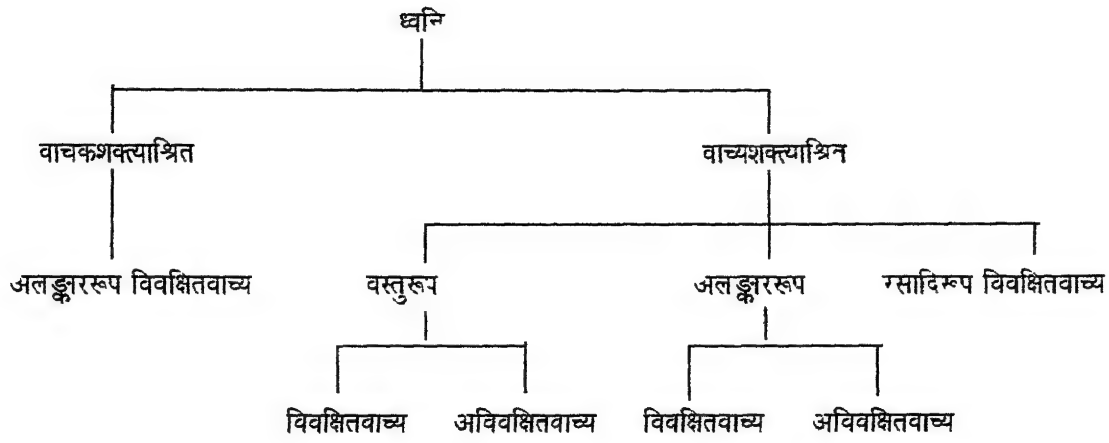 ध्वनि
वाचकशक्त्याश्रित वाच्यशक्त्याश्रित
अलङ्काररूप विवक्षितवाच्य वस्तुरूप अलङ्काररूप रसादिरूप विवक्षितवाच्य
विवक्षितवाच्य अविवक्षितवाच्य विवक्षितवाच्य अविवक्षितवाच्य